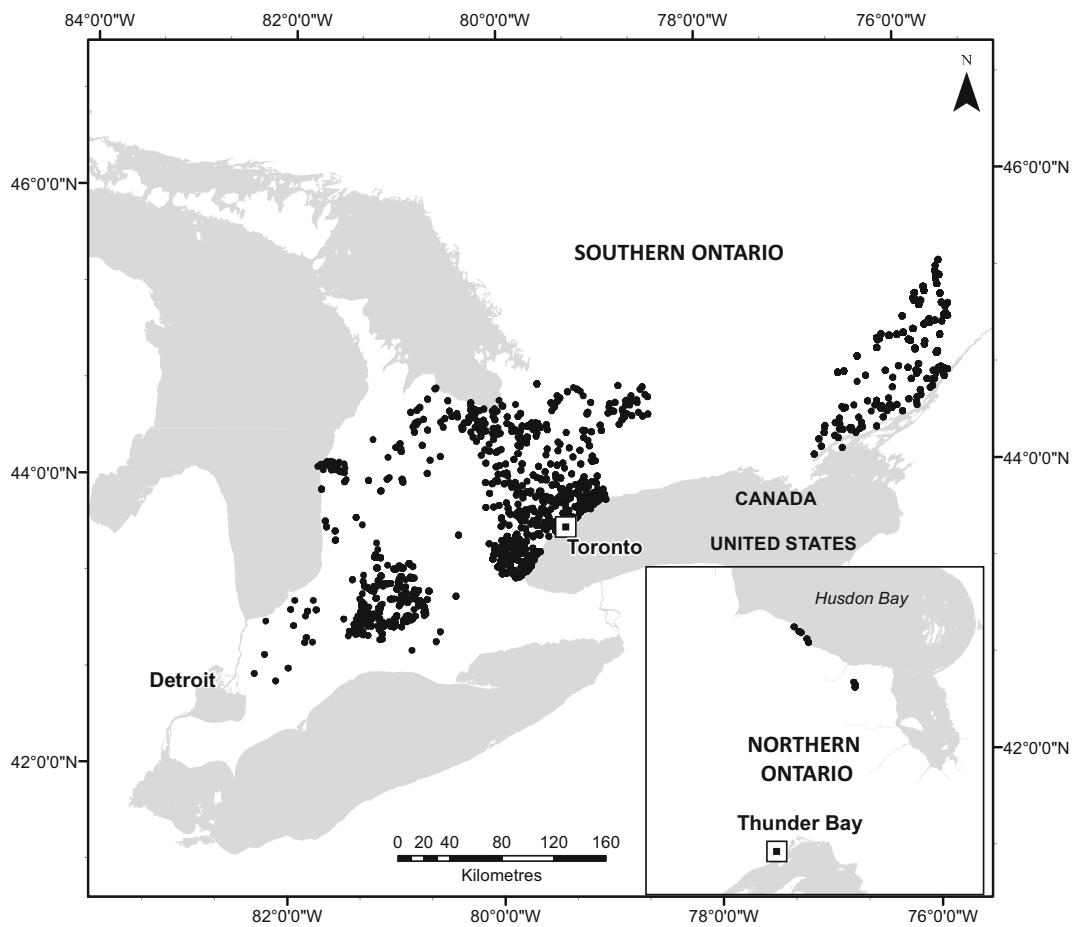 84°0'0"W 82°0'0"W 80°0'0"W 78°0'0"W 76°0'0"W
N
46°0'0"N 46°0'0"N
SOUTHERN ONTARIO
44°0'0"N 44°0'0"N
CANADA
UNITED STATES
Toronto
Husdon Bay
Detroit
NORTHERN
ONTARIO
42°0'0"N 42°0'0"N
Thunder Bay
0 20 40 80 120 160
Kilometres
82°0'0"W 80°0'0"W 78°0'0"W 76°0'0"W